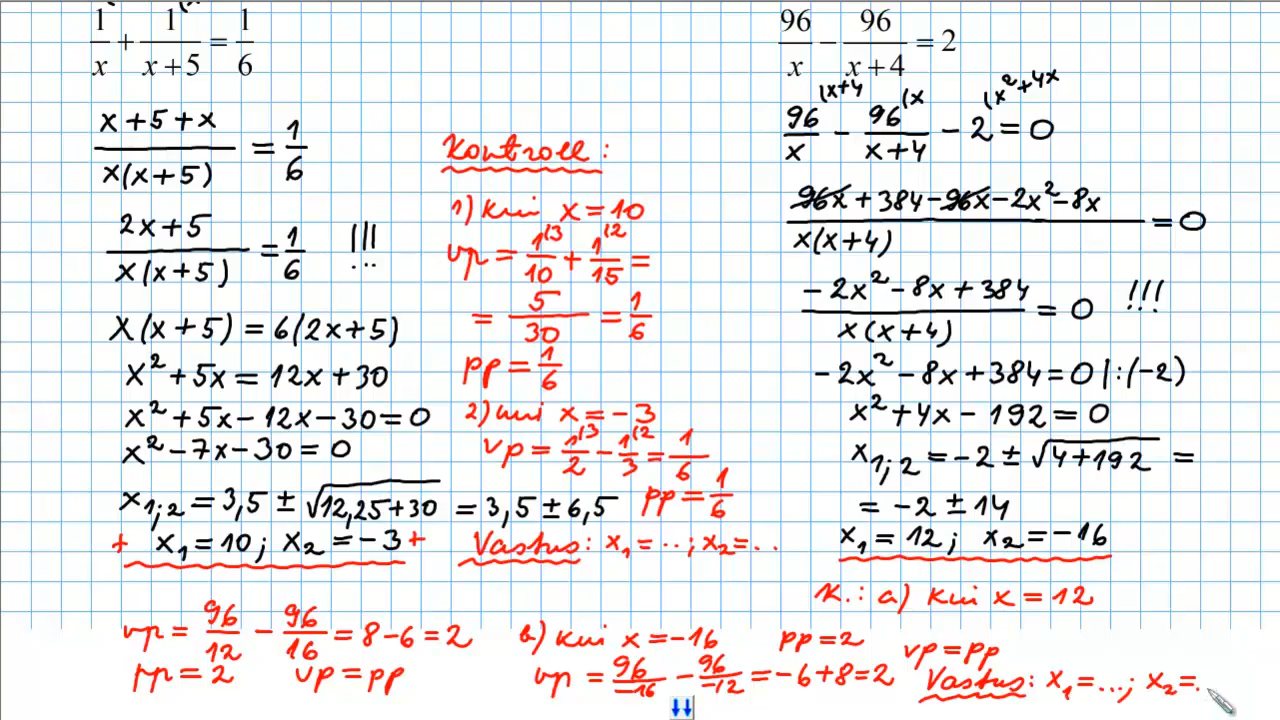 1/x + 1/(x+5) = 1/6
(x+5+x)/(x(x+5)) = 1/6
(2x+5)/(x(x+5)) = 1/6 !!!
x(x+5) = 6(2x+5)
x² + 5x = 12x + 30
x² + 5x - 12x - 30 = 0
x² - 7x - 30 = 0
x₁;₂ = 3,5 ± √(12,25+30) = 3,5 ± 6,5
+ x₁ = 10; x₂ = -3 +
Kontroll:
1) kui x = 10
vp = 1⁽³/10 + 1⁽²/15 =
= 5/30 = 1/6
pp = 1/6
2) kui x = -3
vp = 1⁽³/2 - 1⁽²/3 = 1/6
pp = 1/6
Vastus: x₁ = ..; x₂ = ..
96/x - 96/(x+4) = 2
96⁽ˣ⁺⁴/x - 96⁽ˣ/(x+4) - 2⁽ˣ²⁺⁴ˣ = 0
(96x + 384 - 96x - 2x² - 8x)/(x(x+4)) = 0
(-2x² - 8x + 384)/(x(x+4)) = 0 !!!
-2x² - 8x + 384 = 0 |:(-2)
x² + 4x - 192 = 0
x₁;₂ = -2 ± √(4+192) =
= -2 ± 14
x₁ = 12; x₂ = -16
K.: a) kui x = 12
vp = 96/12 - 96/16 = 8 - 6 = 2
pp = 2 vp = pp
b) kui x = -16 pp = 2
vp = 96/-16 - 96/-12 = -6 + 8 = 2
vp = pp
Vastus: x₁ = ...; x₂ = .